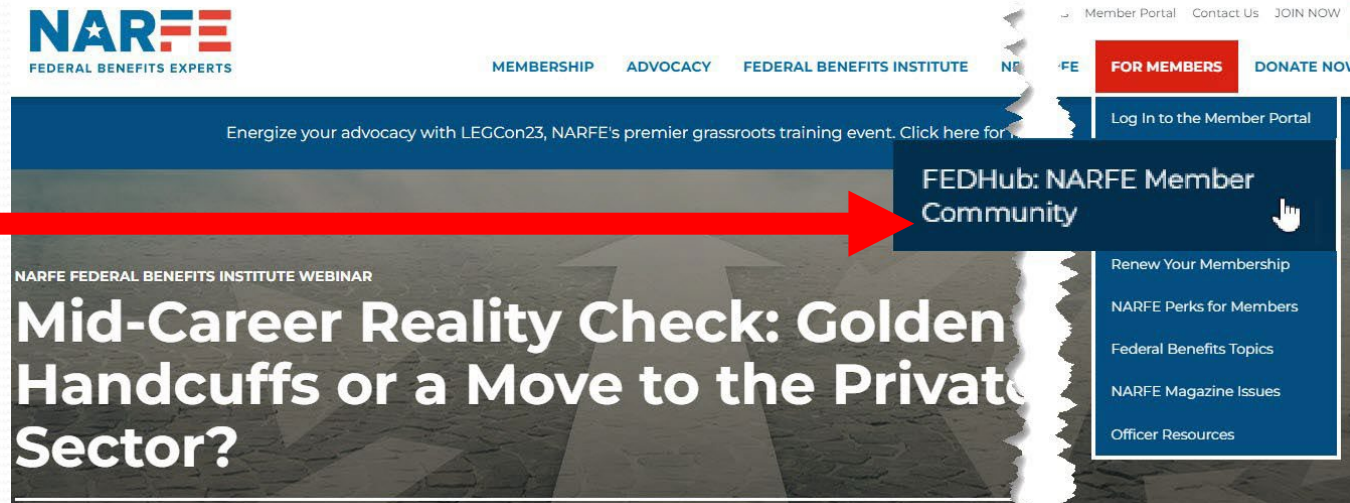 NARFE
FEDERAL BENEFITS EXPERTS
Member Portal Contact Us JOIN NOW
MEMBERSHIP ADVOCACY FEDERAL BENEFITS INSTITUTE FOR MEMBERS DONATE
Energize your advocacy with LEGCon23, NARFE's premier grassroots training event. Click here for
Log In to the Member Portal
FEDHub: NARFE Member
Community
Renew Your Membership
NARFE Perks for Members
Federal Benefits Topics
NARFE Magazine Issues
Officer Resources
NARFE FEDERAL BENEFITS INSTITUTE WEBINAR
Mid-Career Reality Check: Golden
Handcuffs or a Move to the Private
Sector?